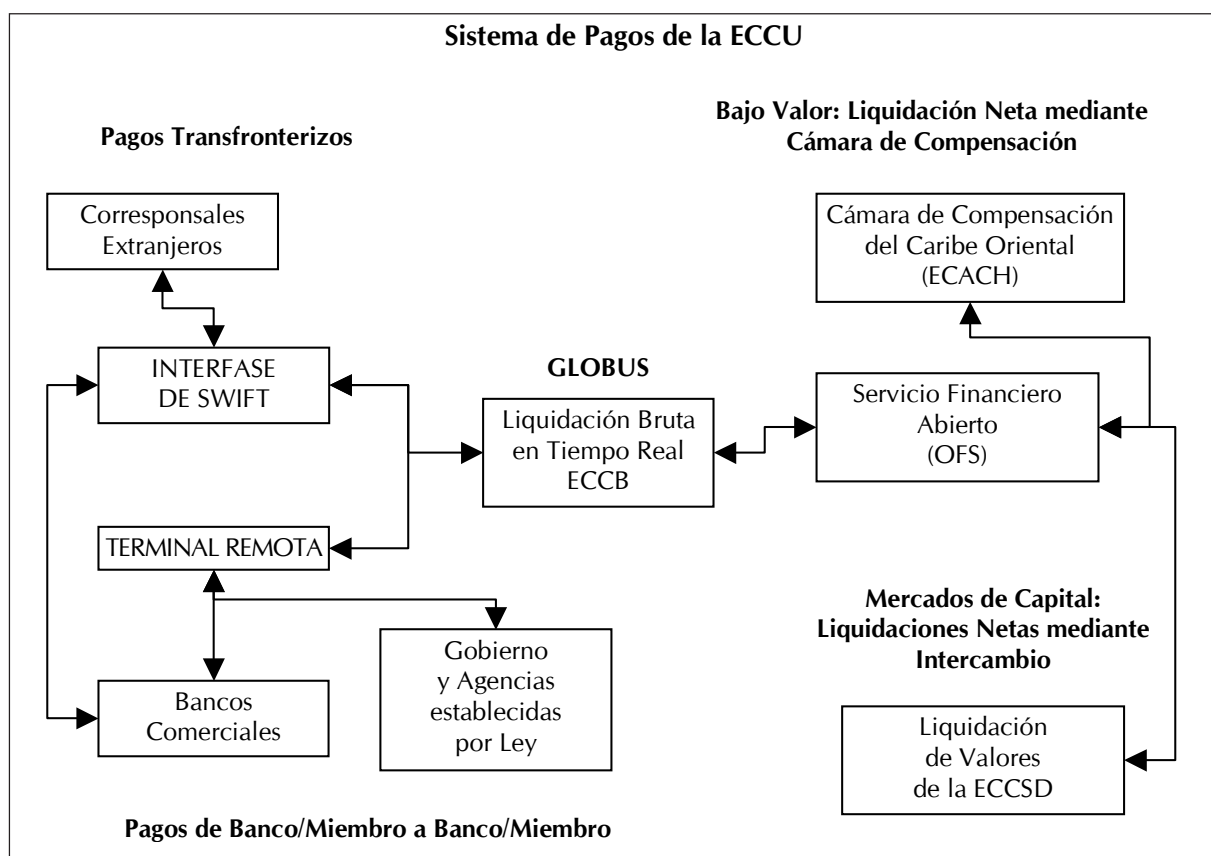 Sistema de Pagos de la ECCU
Pagos Transfronterizos
Bajo Valor: Liquidación Neta mediante
Cámara de Compensación
Corresponsales
Extranjeros
Cámara de Compensación
del Caribe Oriental
(ECACH)
INTERFASE
DE SWIFT
GLOBUS
Liquidación Bruta
en Tiempo Real
ECCB
Servicio Financiero
Abierto
(OFS)
TERMINAL REMOTA
Mercados de Capital:
Liquidaciones Netas mediante
Intercambio
Gobierno
y Agencias
establecidas
por Ley
Bancos
Comerciales
Liquidación
de Valores
de la ECCSD
Pagos de Banco/Miembro a Banco/Miembro